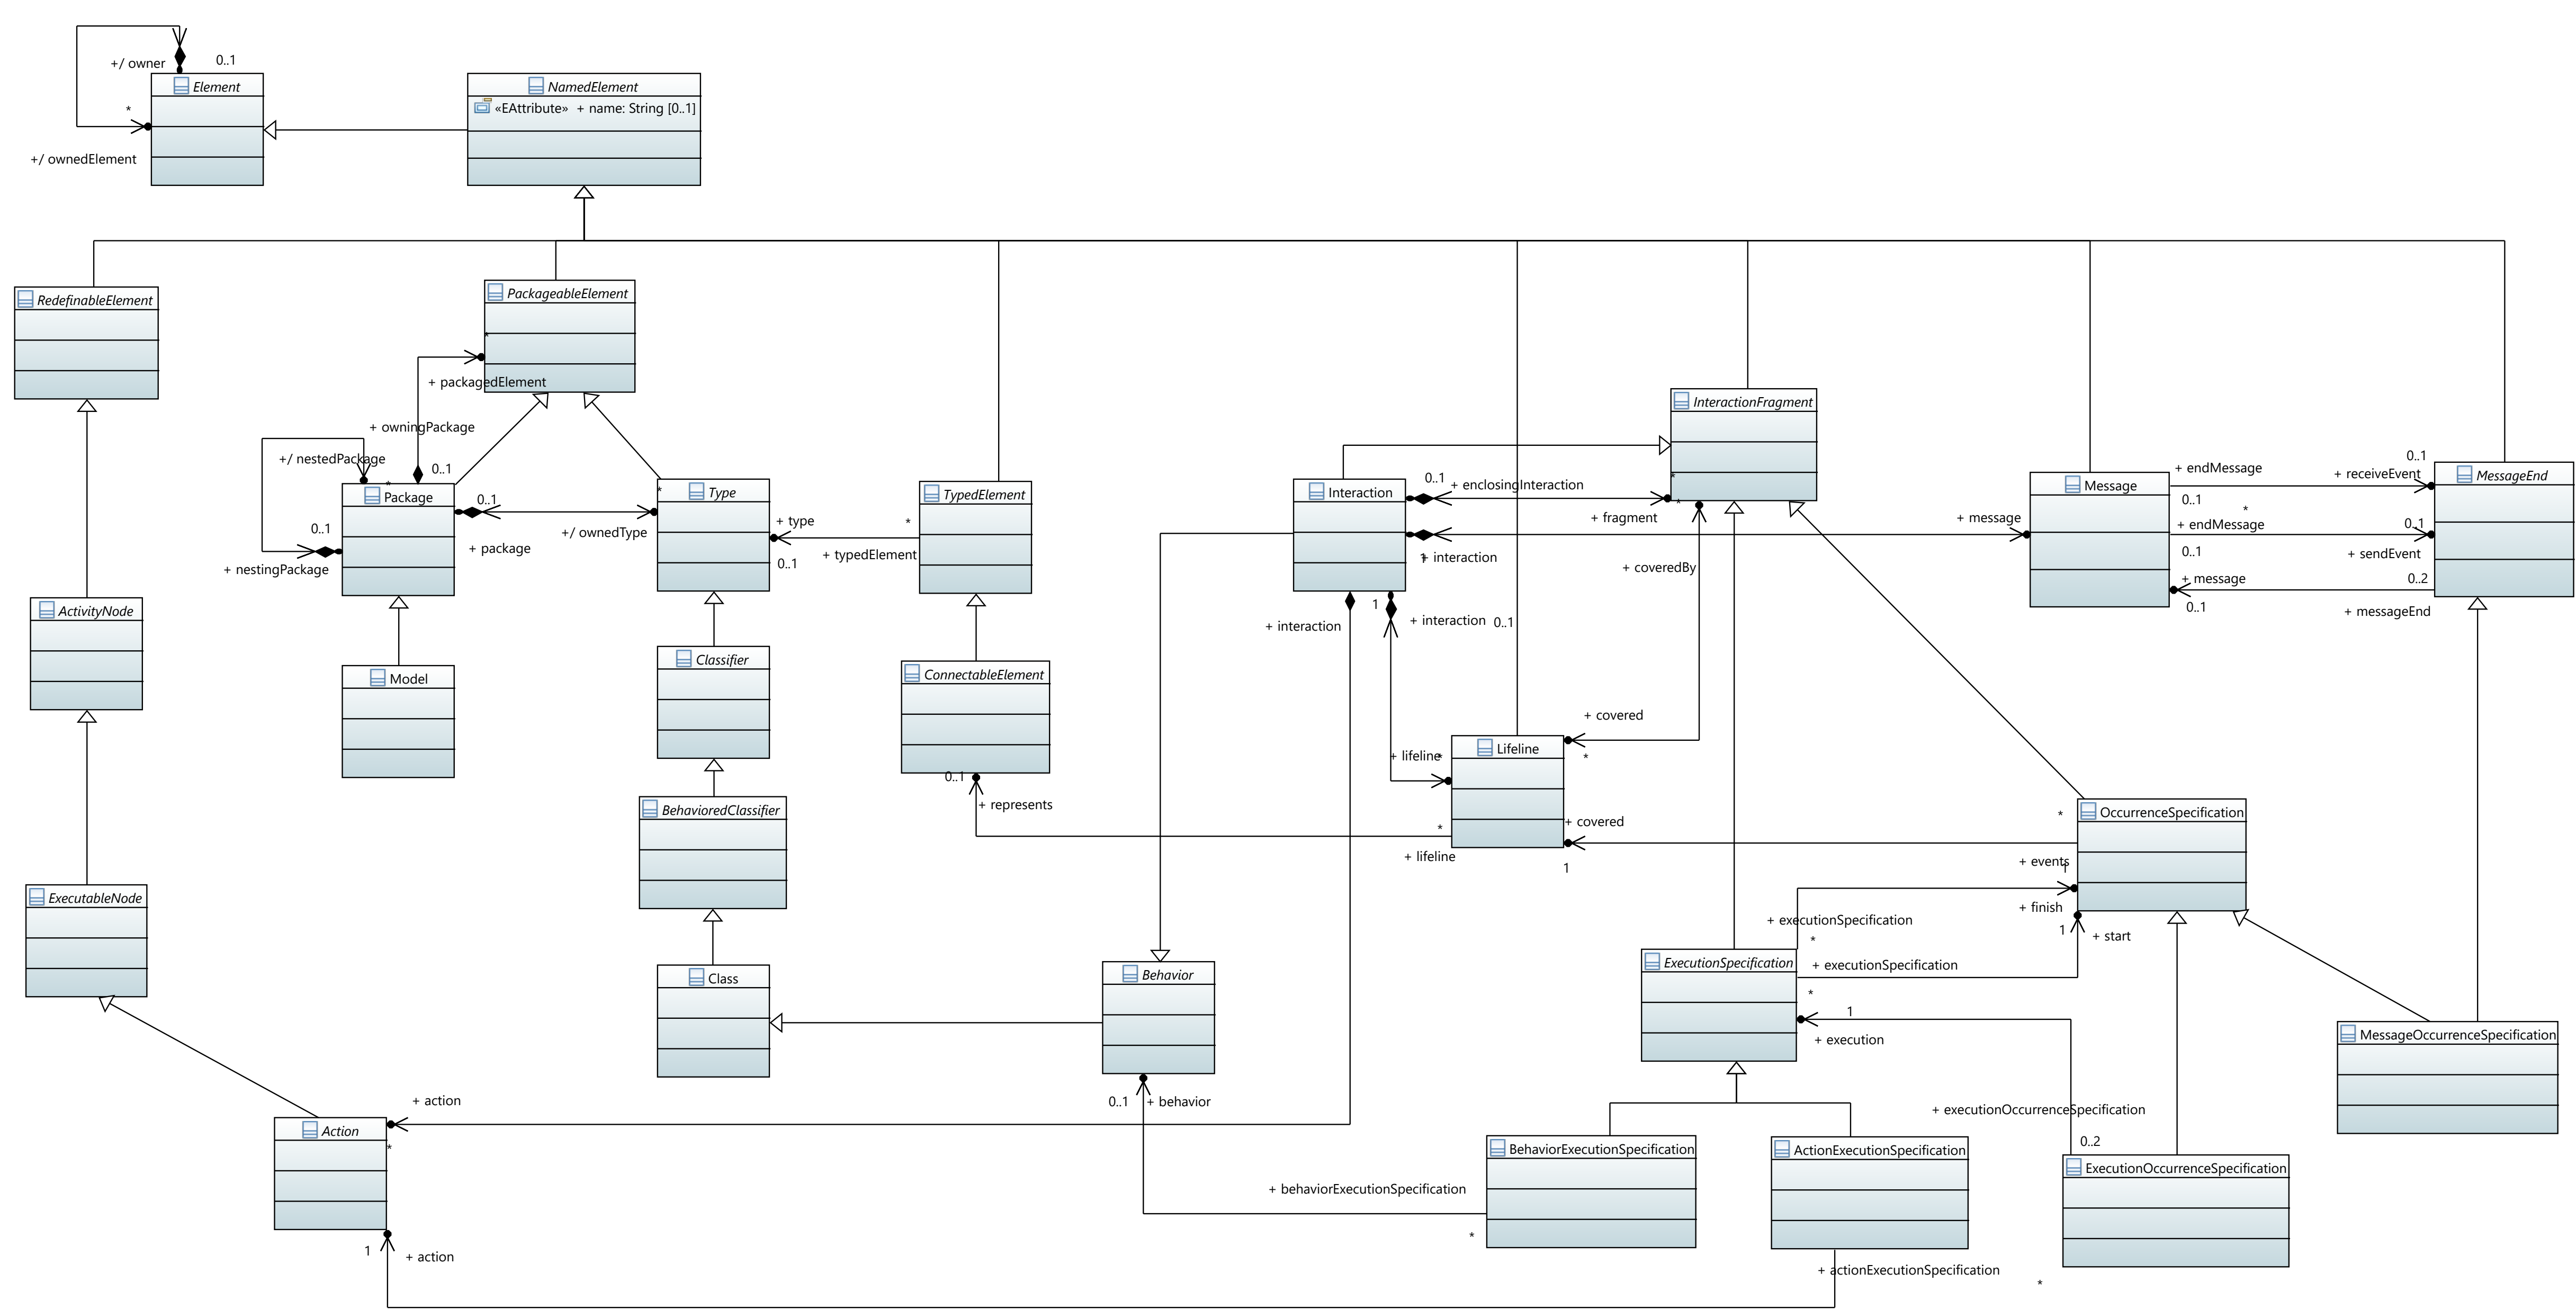 +/ owner
0..1
Element
*
+/ ownedElement
NamedElement
«EAttribute» + name: String [0..1]
RedefinableElement
PackageableElement
*
+ packagedElement
+ owningPackage
0..1
+/ nestedPackage
*
Package
0..1
+ nestingPackage
0..1
+ package
*
+/ ownedType
Type
+ type
0..1
*
+ typedElement
TypedElement
InteractionFragment
Interaction
0..1
+ enclosingInteraction
*
+ fragment
*
+ coveredBy
1
+ interaction
+ message
*
Message
+ endMessage
0..1
+ receiveEvent
0..1
+ endMessage
0..1
+ sendEvent
0..1
+ message
0..1
0..2
+ messageEnd
MessageEnd
ActivityNode
Model
Classifier
ConnectableElement
+ interaction
0..1
1
+ interaction
+ lifeline
*
Lifeline
+ covered
*
+ covered
1
*
+ events
OccurrenceSpecification
BehavioredClassifier
0..1
+ represents
*
+ lifeline
ExecutableNode
Class
Behavior
ExecutionSpecification
+ executionSpecification
*
1
+ finish
+ executionSpecification
*
1
+ start
1
+ execution
MessageOccurrenceSpecification
+ action
*
Action
0..1
+ behavior
+ executionOccurrenceSpecification
0..2
BehaviorExecutionSpecification
ActionExecutionSpecification
ExecutionOccurrenceSpecification
+ behaviorExecutionSpecification
*
1
+ action
+ actionExecutionSpecification
*